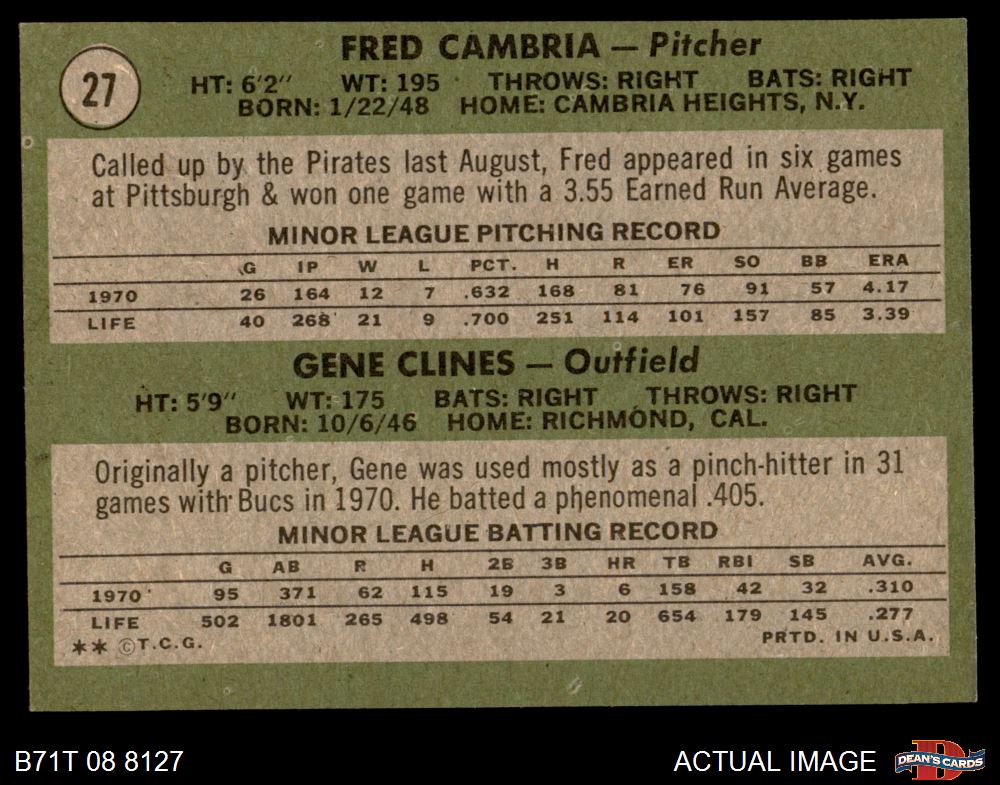 27
FRED CAMBRIA — Pitcher
HT: 6'2" WT: 195 THROWS: RIGHT BATS: RIGHT
BORN: 1/22/48 HOME: CAMBRIA HEIGHTS, N.Y.
Called up by the Pirates last August, Fred appeared in six games
at Pittsburgh & won one game with a 3.55 Earned Run Average.
MINOR LEAGUE PITCHING RECORD
G IP W L PCT. H R ER SO BB ERA
1970 26 164 12 7 .632 168 81 76 91 57 4.17
LIFE 40 268 21 9 .700 251 114 101 157 85 3.39
GENE CLINES — Outfield
HT: 5'9" WT: 175 BATS: RIGHT THROWS: RIGHT
BORN: 10/6/46 HOME: RICHMOND, CAL.
Originally a pitcher, Gene was used mostly as a pinch-hitter in 31
games with Bucs in 1970. He batted a phenomenal .405.
MINOR LEAGUE BATTING RECORD
G AB R H 2B 3B HR TB RBI SB AVG.
1970 95 371 62 115 19 3 6 158 42 32 .310
LIFE 502 1801 265 498 54 21 20 654 179 145 .277
** ©T.C.G. PRTD. IN U.S.A.
B71T 08 8127 ACTUAL IMAGE D DEAN'S CARDS